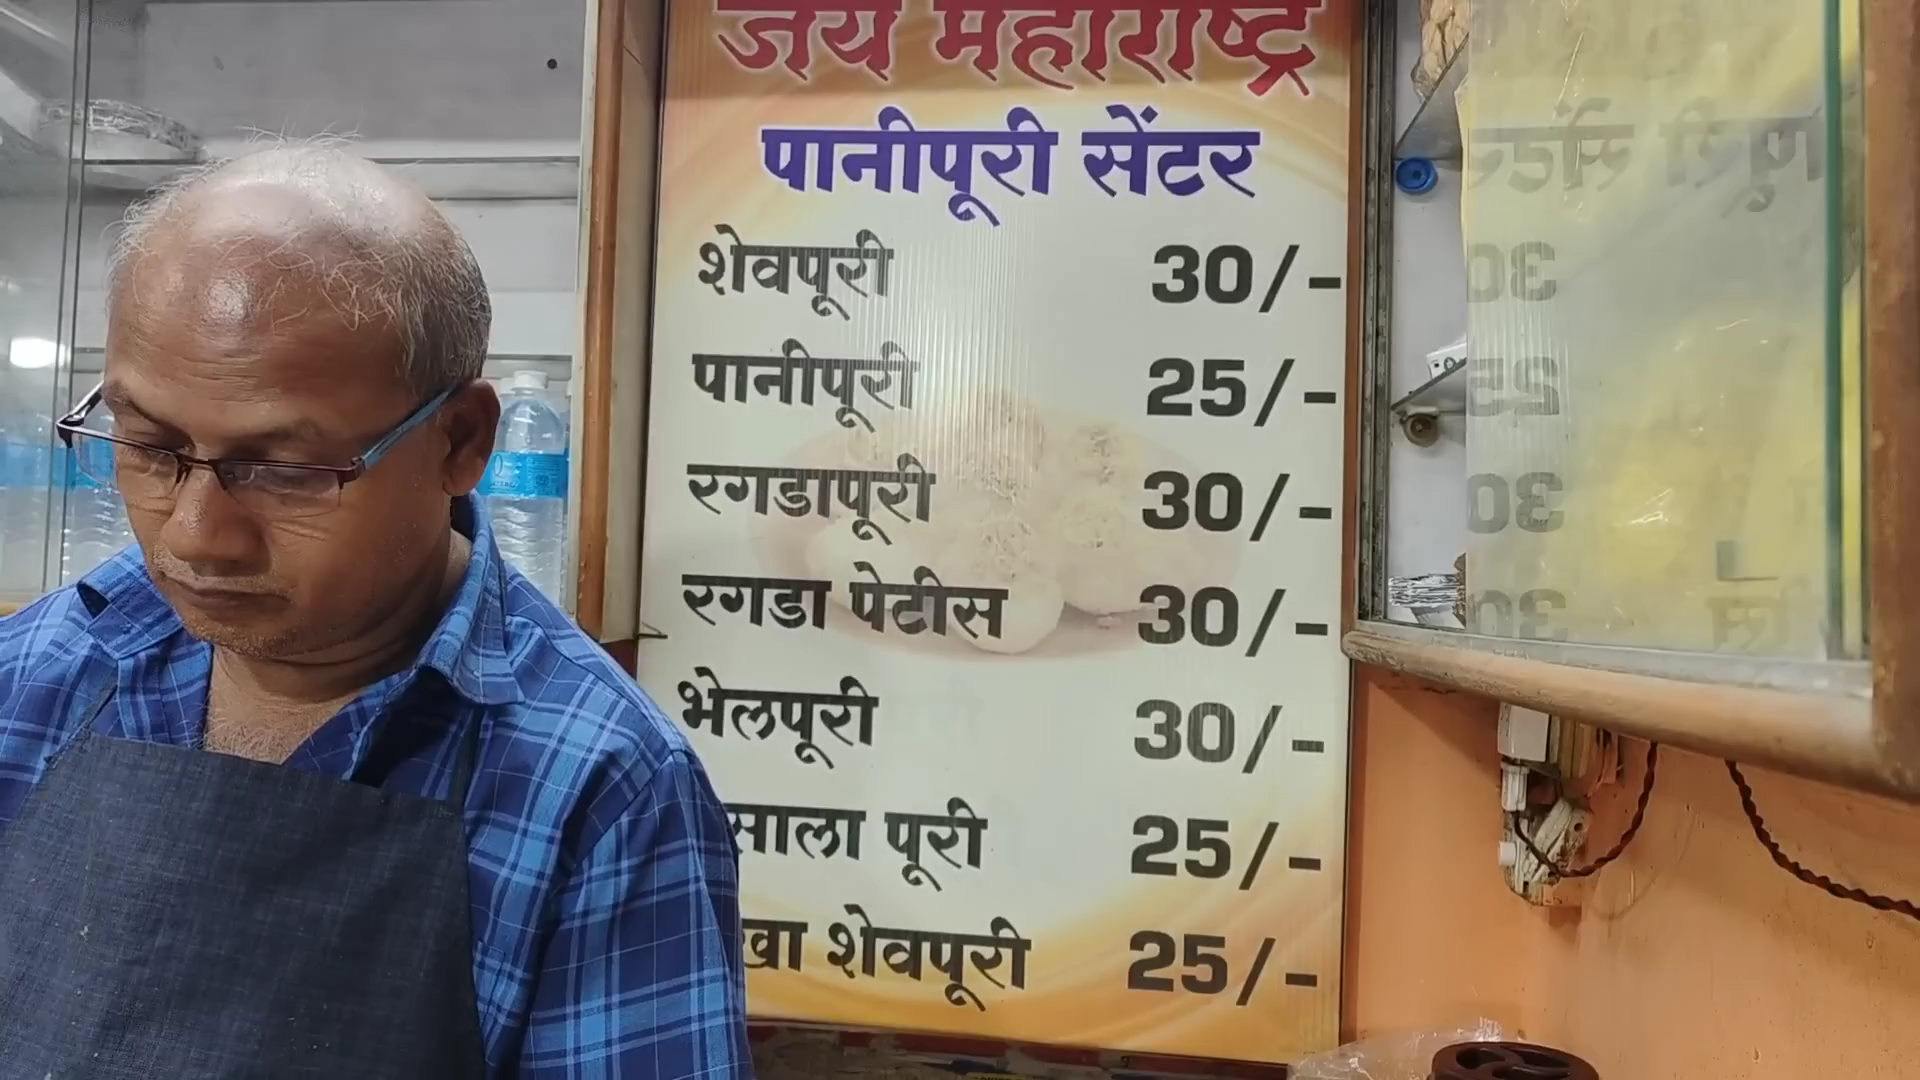 जय महाराष्ट्र
पानीपूरी सेंटर
शेवपूरी 30/-
पानीपूरी 25/-
रगडापूरी 30/-
रगडा पेटीस 30/-
भेलपूरी 30/-
साला पूरी 25/-
खा शेवपूरी 25/-